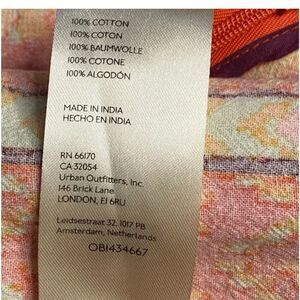 100% COTTON
100% COTON
100% BAUMWOLLE
100% COTONE
100% ALGODÓN
MADE IN INDIA
HECHO EN INDIA
RN 66170
CA 32054
Urban Outfitters, Inc.
146 Brick Lane
LONDON, E1 6RU
Leidsestraat 32, 1017 PB
Amsterdam, Netherlands
OB1434667